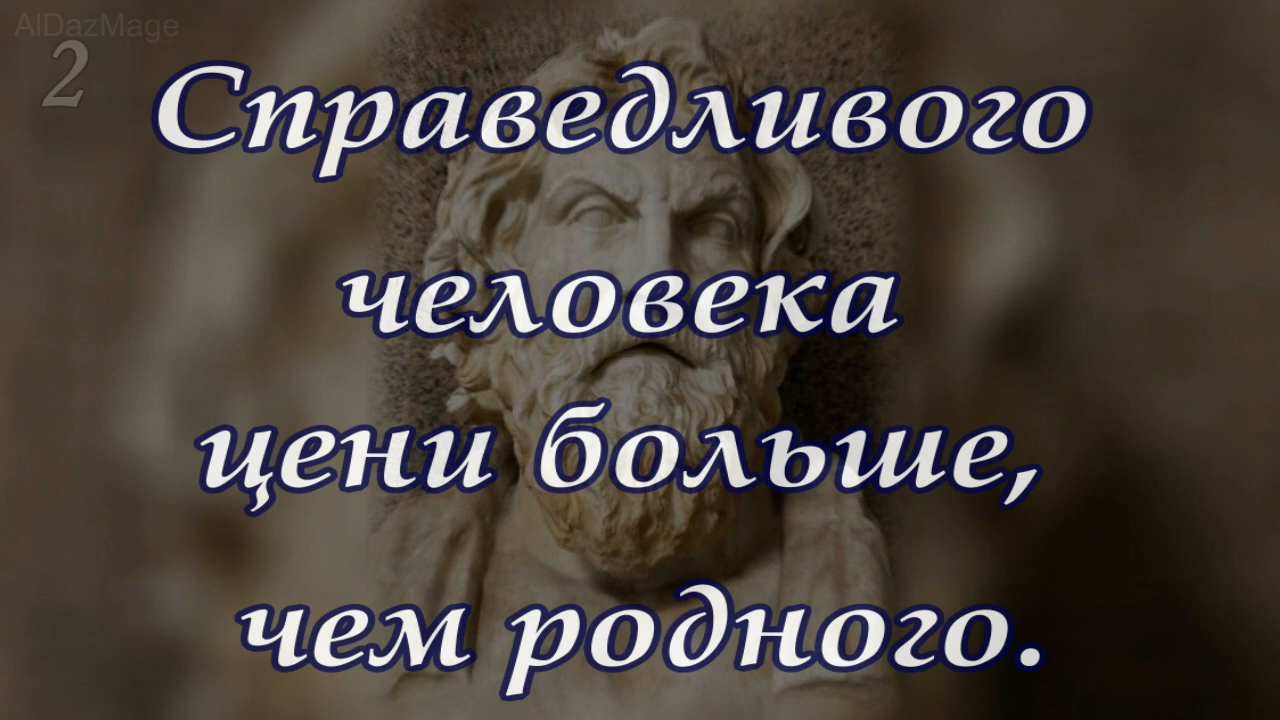 AlDazMage
2
Справедливого
человека
цени больше,
чем родного.